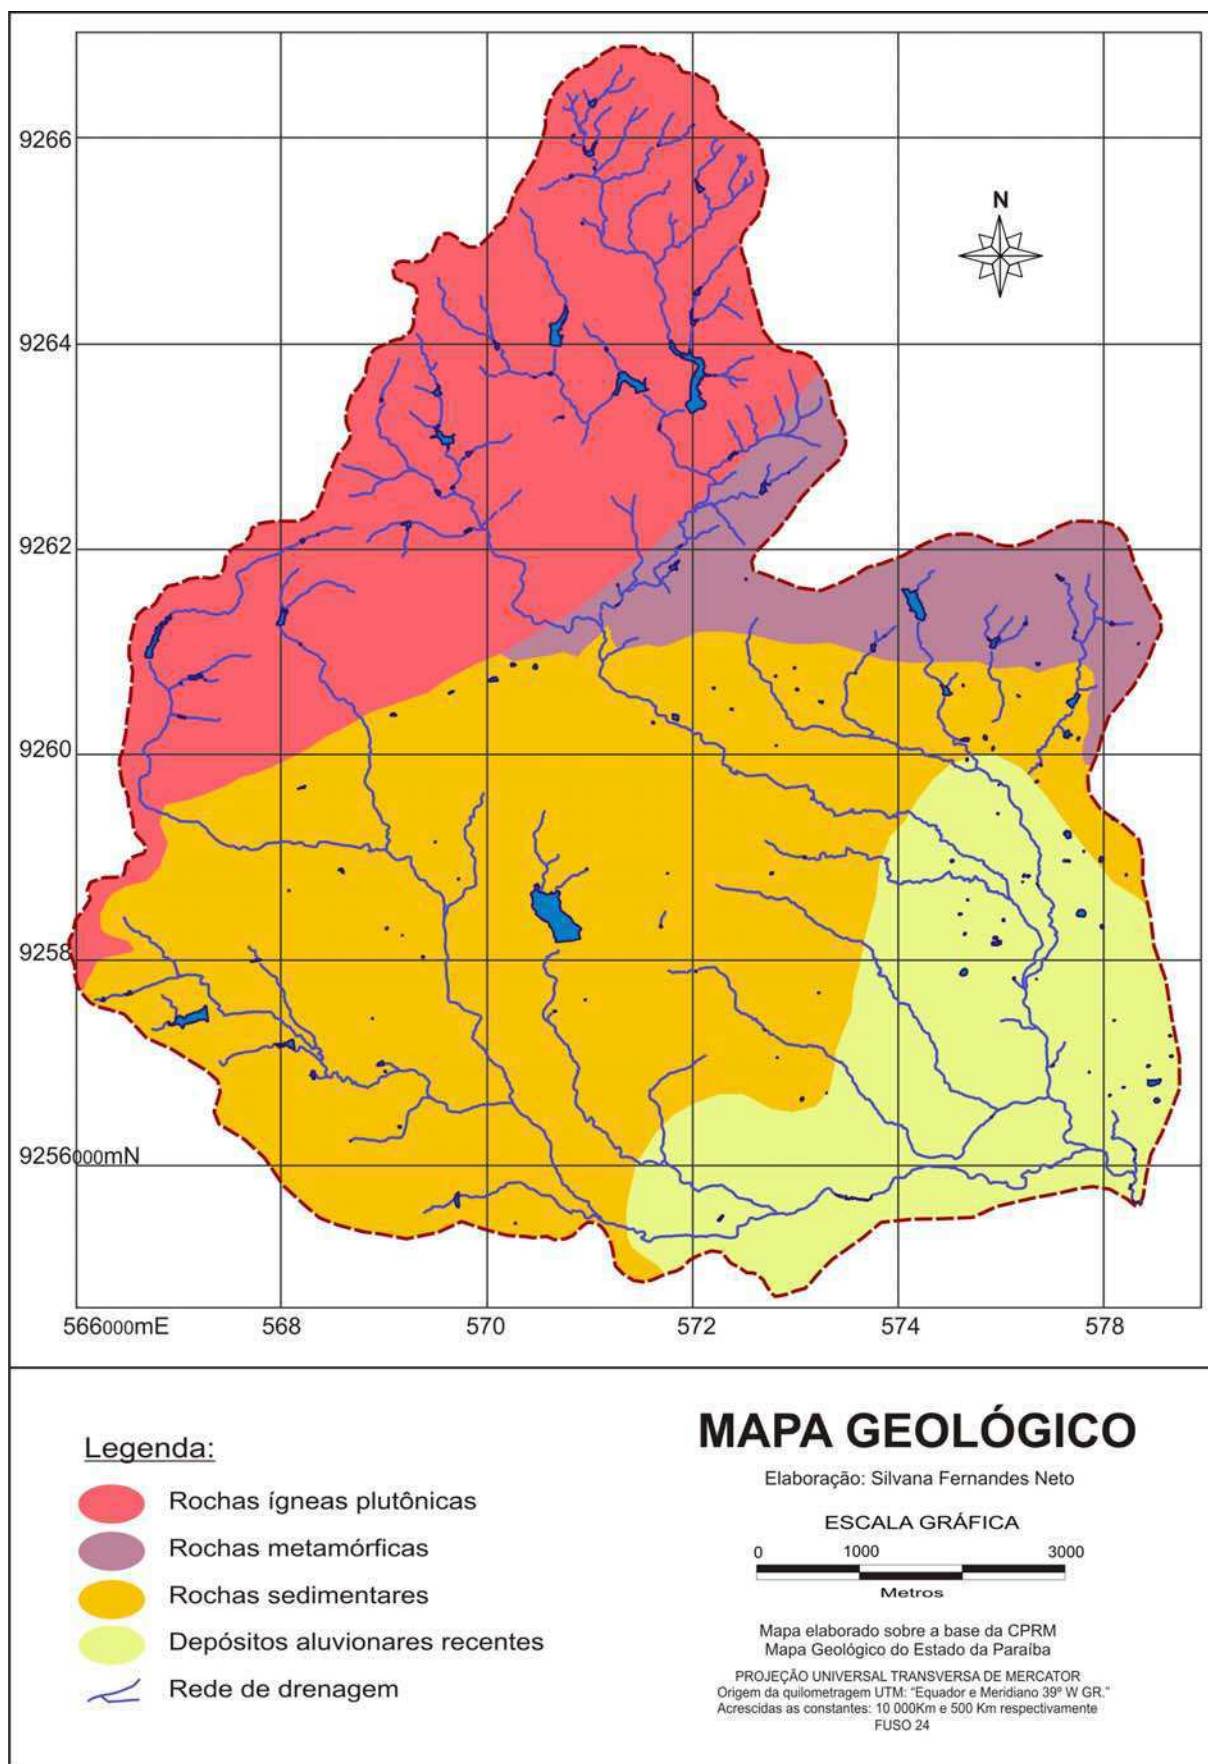 N
9266
9264
9262
9260
9258
9256000mN
566000mE 568 570 572 574 578
Legenda:
Rochas ígneas plutônicas
Rochas metamórficas
Rochas sedimentares
Depósitos aluvionares recentes
Rede de drenagem
MAPA GEOLÓGICO
Elaboração: Silvana Fernandes Neto
ESCALA GRÁFICA
0 1000 3000
Metros
Mapa elaborado sobre a base da CPRM
Mapa Geológico do Estado da Paraíba
PROJEÇÃO UNIVERSAL TRANSVERSA DE MERCATOR
Origem da quilometragem UTM: "Equador e Meridiano 39º W GR."
Acrescidas as constantes: 10 000Km e 500 Km respectivamente
FUSO 24